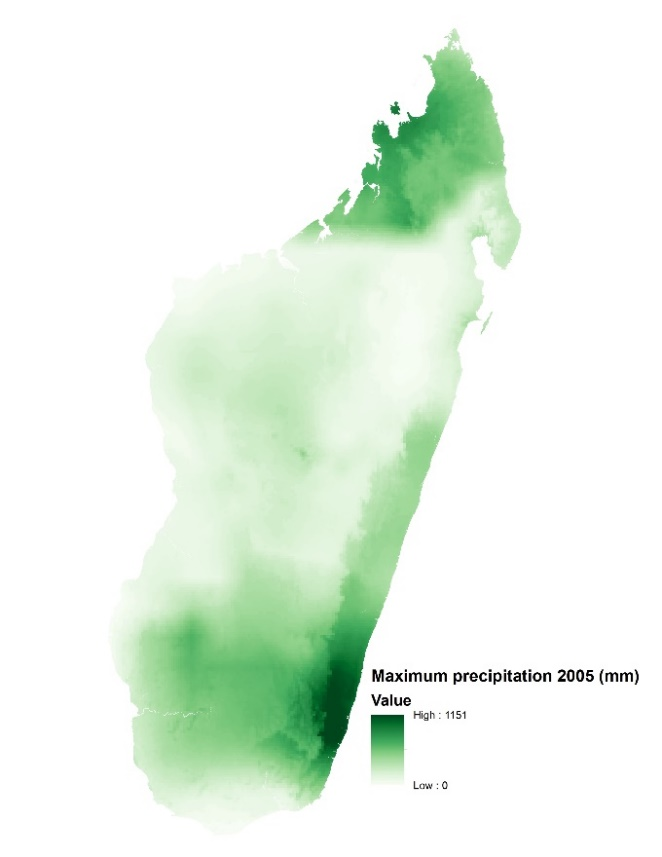 Maximum precipitation 2005 (mm)
Value
High : 1151
Low : 0